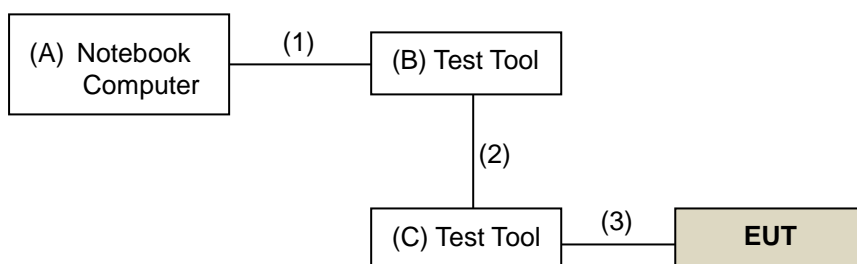 (A) Notebook
Computer
(1)
(B) Test Tool
(2)
(C) Test Tool
(3)
EUT